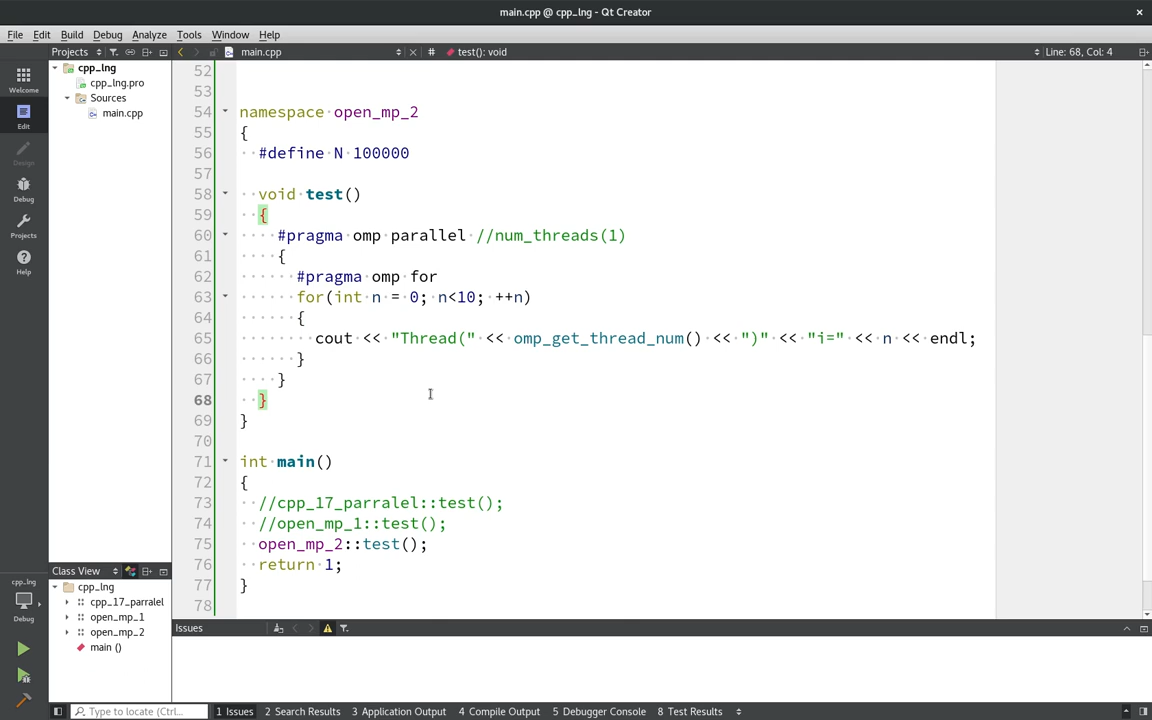 main.cpp @ cpp_lng - Qt Creator
File Edit Build Debug Analyze Tools Window Help
Projects main.cpp # test(): void Line: 68, Col: 4
Welcome
Edit
Design
Debug
Projects
Help
cpp_lng
cpp_lng.pro
Sources
main.cpp
52
53
54 namespace open_mp_2
55 {
56 #define N 100000
57
58 void test()
59 {
60 #pragma omp parallel //num_threads(1)
61 {
62 #pragma omp for
63 for(int n = 0; n<10; ++n)
64 {
65 cout << "Thread(" << omp_get_thread_num() << ")" << "i=" << n << endl;
66 }
67 }
68 }
69 }
70
71 int main()
72 {
73 //cpp_17_parralel::test();
74 //open_mp_1::test();
75 open_mp_2::test();
76 return 1;
77 }
78
Class View
cpp_lng
cpp_17_parralel
open_mp_1
open_mp_2
main ()
cpp_lng
Debug
Issues
Type to locate (Ctrl... 1 Issues 2 Search Results 3 Application Output 4 Compile Output 5 Debugger Console 8 Test Results